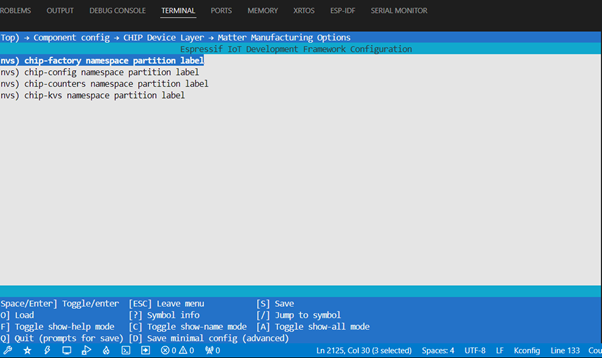 ROBLEMS OUTPUT DEBUG CONSOLE TERMINAL PORTS MEMORY XRTOS ESP-IDF SERIAL MONITOR
Top) → Component config → CHIP Device Layer → Matter Manufacturing Options
Espressif IoT Development Framework Configuration
nvs) chip-factory namespace partition label
nvs) chip-config namespace partition label
nvs) chip-counters namespace partition label
nvs) chip-kvs namespace partition label
Space/Enter] Toggle/enter [ESC] Leave menu [S] Save
O] Load [?] Symbol info [/] Jump to symbol
F] Toggle show-help mode [C] Toggle show-name mode [A] Toggle show-all mode
Q] Quit (prompts for save) [D] Save minimal config (advanced)
0 0 0 Ln 2125, Col 30 (3 selected) Spaces: 4 UTF-8 LF Kconfig Line 133 Cou